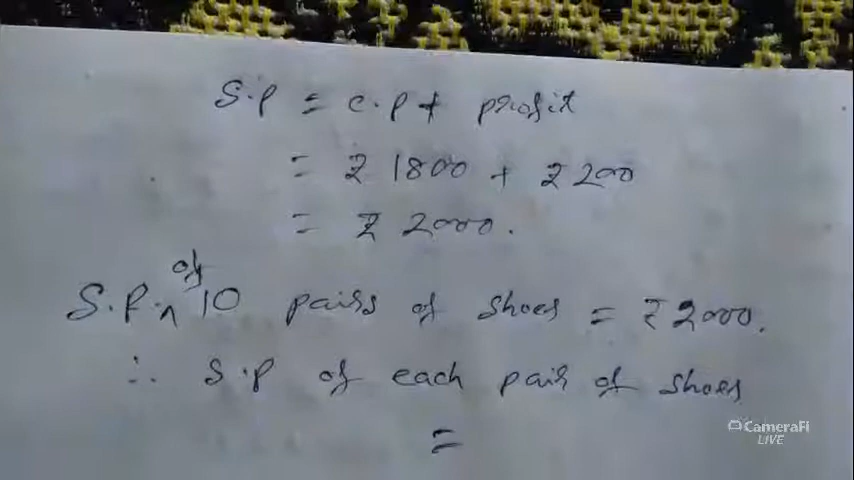 S.P = C.P + profit
= ₹ 1800 + ₹ 200
= ₹ 2000.
S.P. ^ of 10 pairs of shoes = ₹ 2000.
∴ S.P of each pair of shoes
=
CameraFi
LIVE